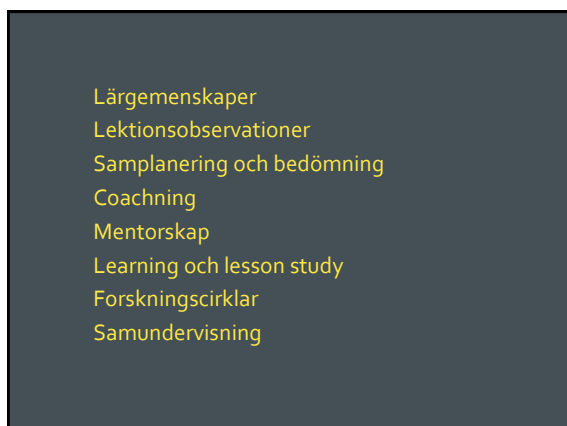 Lärgemenskaper
Lektionsobservationer
Samplanering och bedömning
Coachning
Mentorskap
Learning och lesson study
Forskningscirklar
Samundervisning